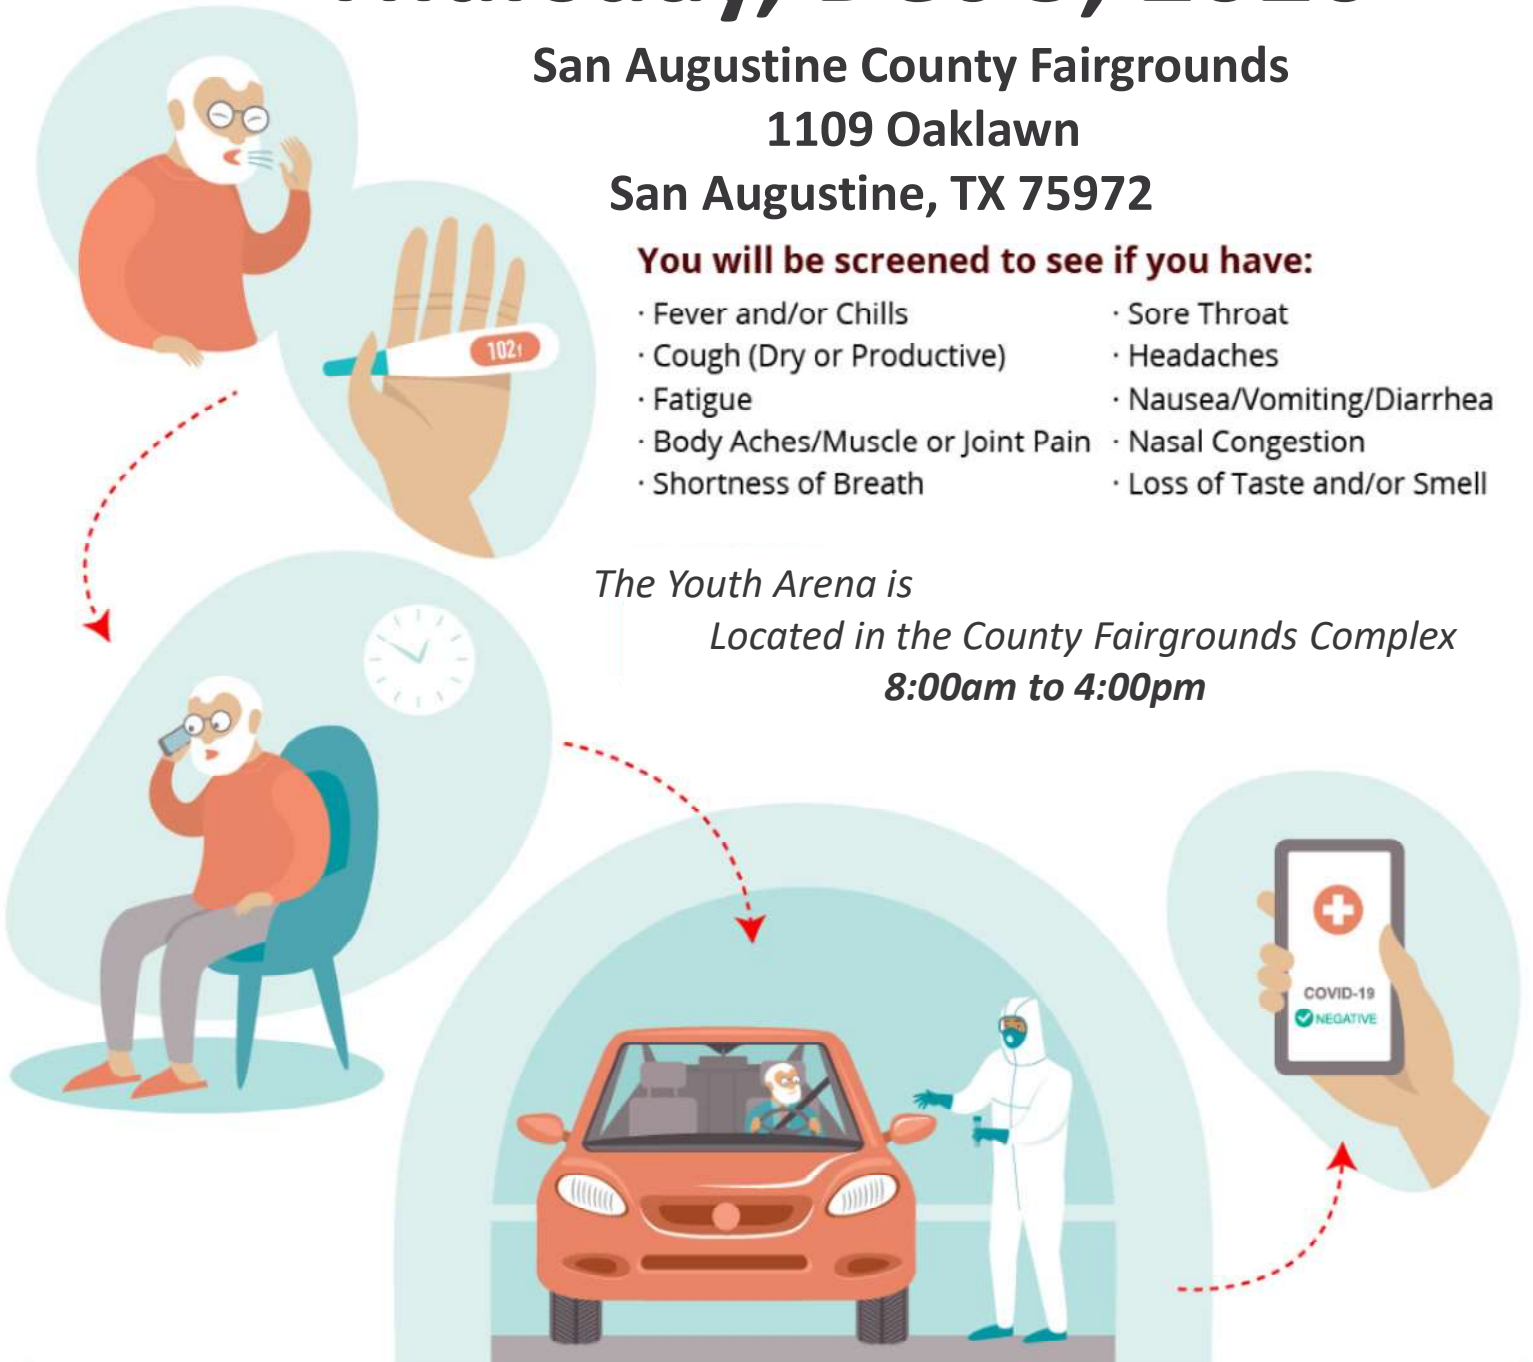 San Augustine County Fairgrounds
1109 Oaklawn
San Augustine, TX 75972
You will be screened to see if you have:
· Fever and/or Chills
· Cough (Dry or Productive)
· Fatigue
· Body Aches/Muscle or Joint Pain
· Shortness of Breath
· Sore Throat
· Headaches
· Nausea/Vomiting/Diarrhea
· Nasal Congestion
· Loss of Taste and/or Smell
102f
The Youth Arena is
Located in the County Fairgrounds Complex
8:00am to 4:00pm
COVID-19
NEGATIVE